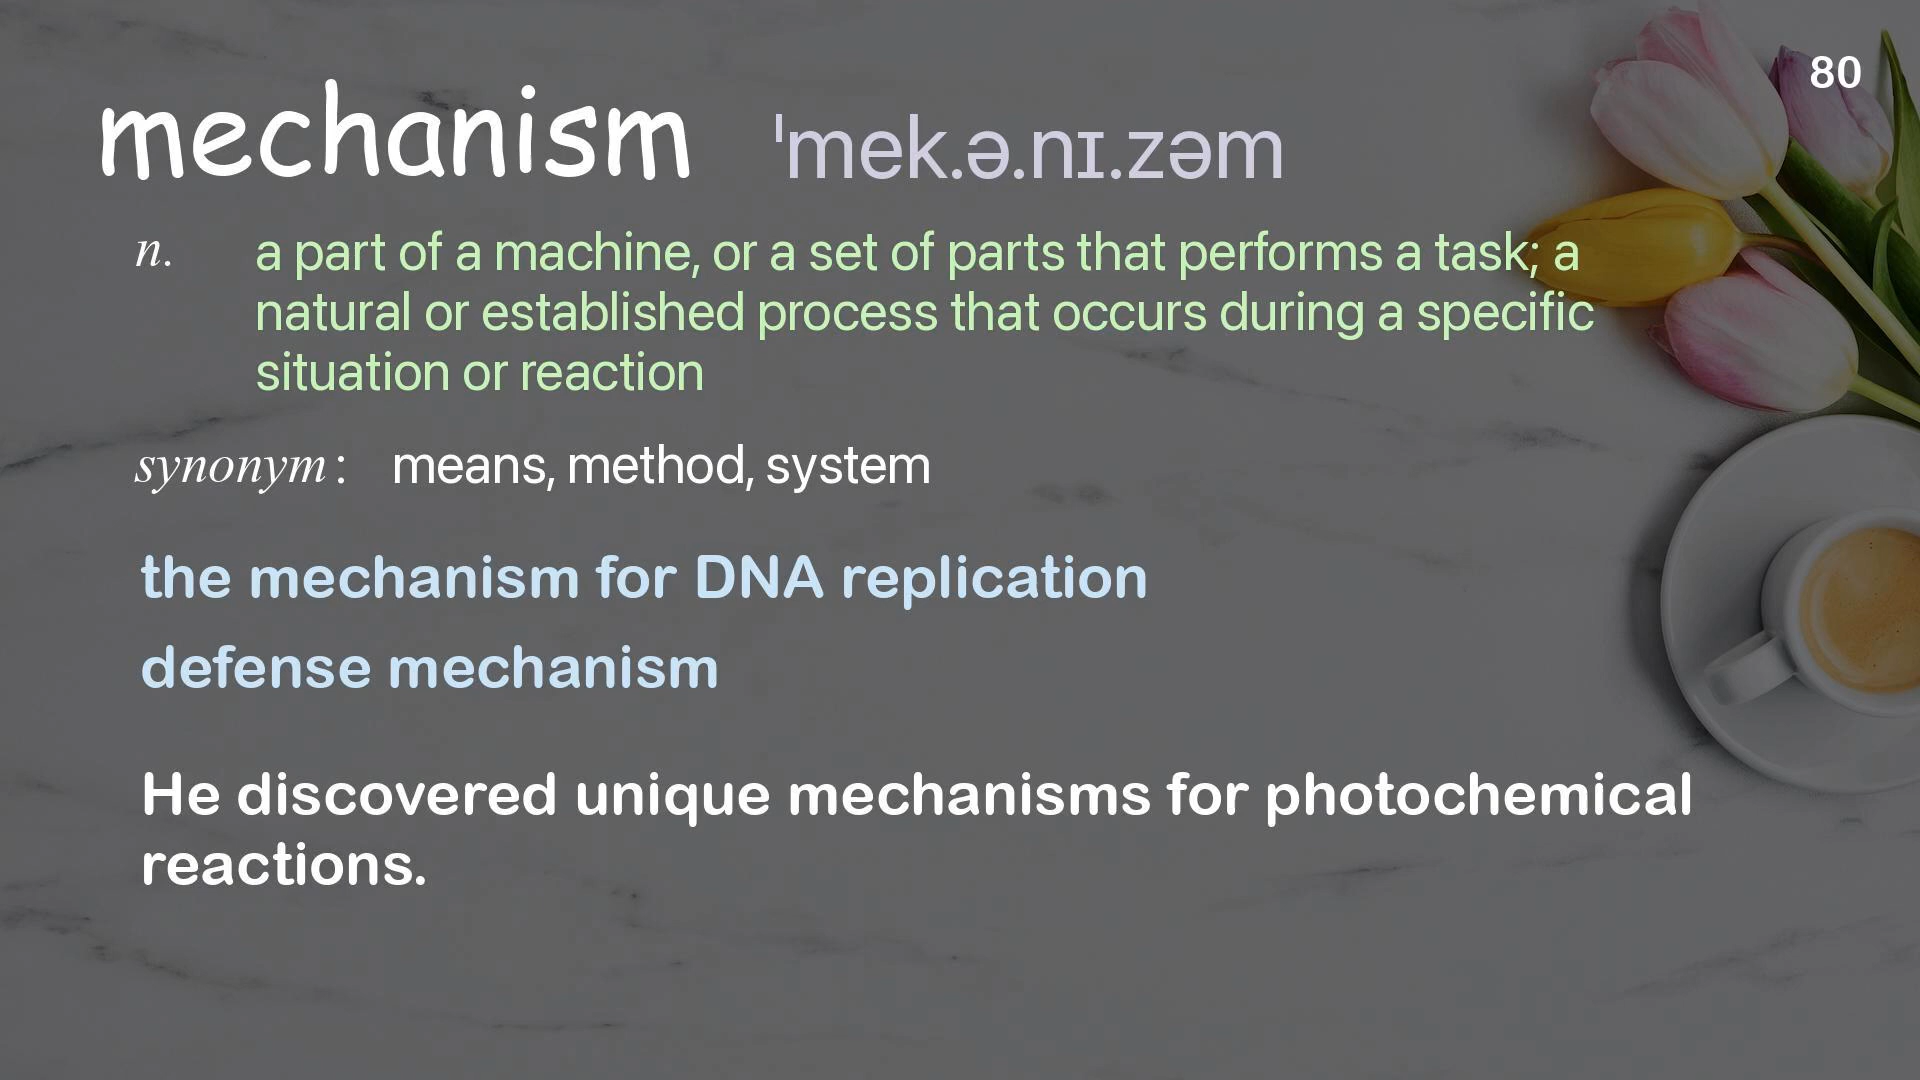 80
mechanism ˈmek.ə.nɪ.zəm
n. a part of a machine, or a set of parts that performs a task; a
natural or established process that occurs during a specific
situation or reaction
synonym: means, method, system
the mechanism for DNA replication
defense mechanism
He discovered unique mechanisms for photochemical
reactions.